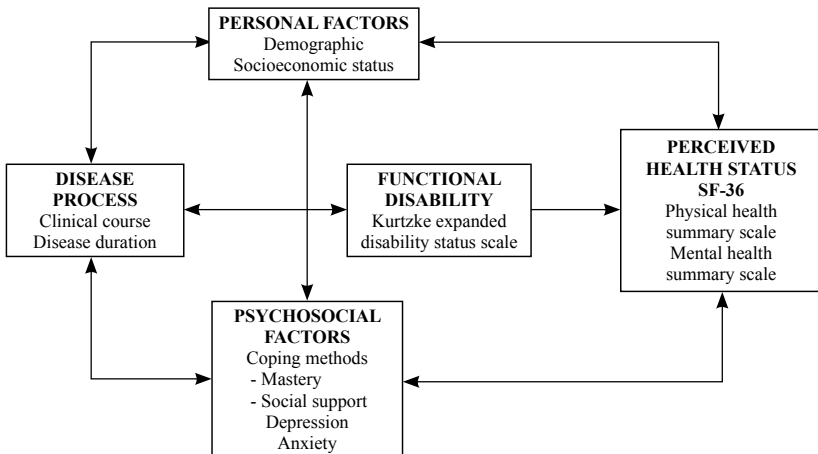 PERSONAL FACTORS
Demographic
Socioeconomic status
DISEASE
PROCESS
Clinical course
Disease duration
FUNCTIONAL
DISABILITY
Kurtzke expanded
disability status scale
PERCEIVED
HEALTH STATUS
SF-36
Physical health
summary scale
Mental health
summary scale
PSYCHOSOCIAL
FACTORS
Coping methods
- Mastery
- Social support
Depression
Anxiety